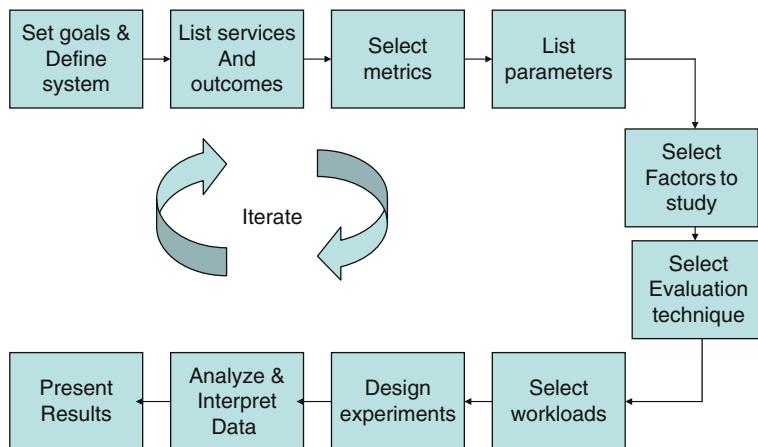 Set goals &
Define
system
List services
And
outcomes
Select
metrics
List
parameters
Select
Factors to
study
Select
Evaluation
technique
Iterate
Select
workloads
Design
experiments
Analyze &
Interpret
Data
Present
Results